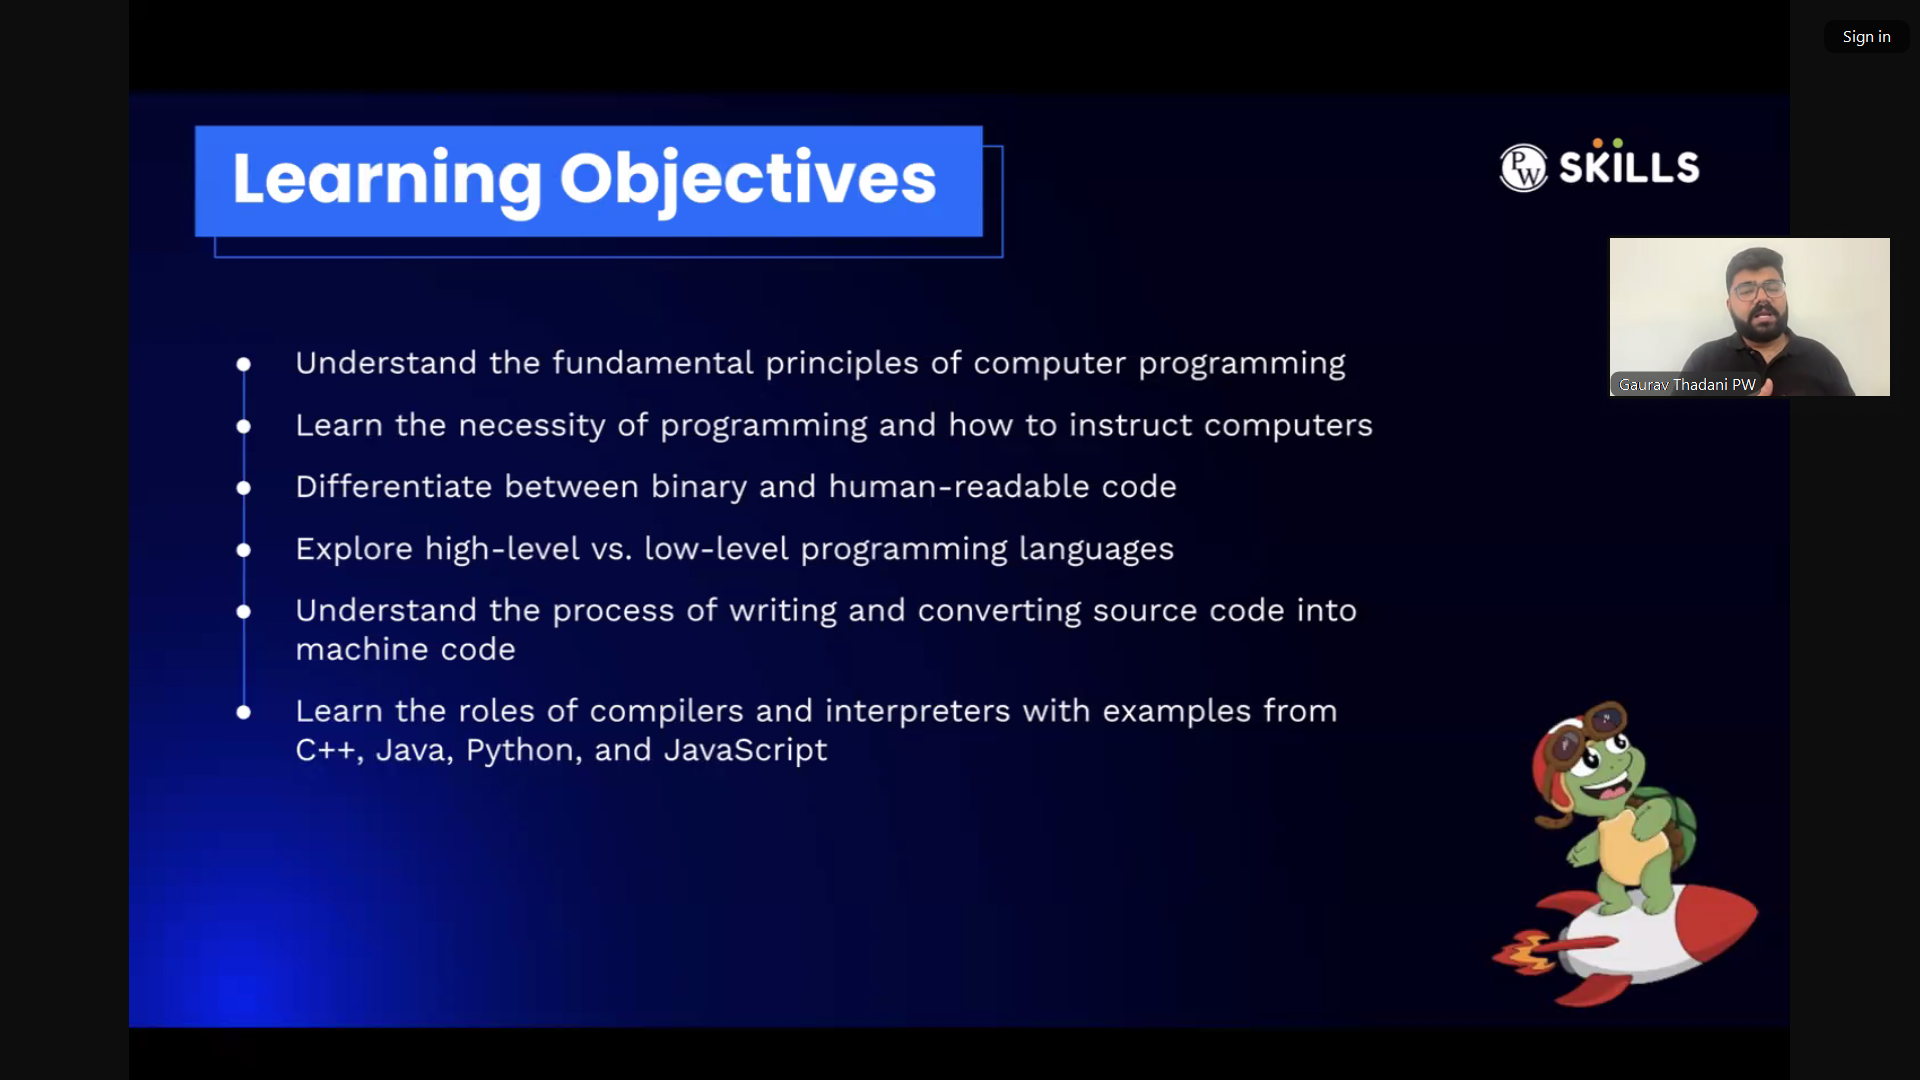 Sign in
Learning Objectives
PW SKILLS
Gaurav Thadani PW
Understand the fundamental principles of computer programming
Learn the necessity of programming and how to instruct computers
Differentiate between binary and human-readable code
Explore high-level vs. low-level programming languages
Understand the process of writing and converting source code into
machine code
Learn the roles of compilers and interpreters with examples from
C++, Java, Python, and JavaScript